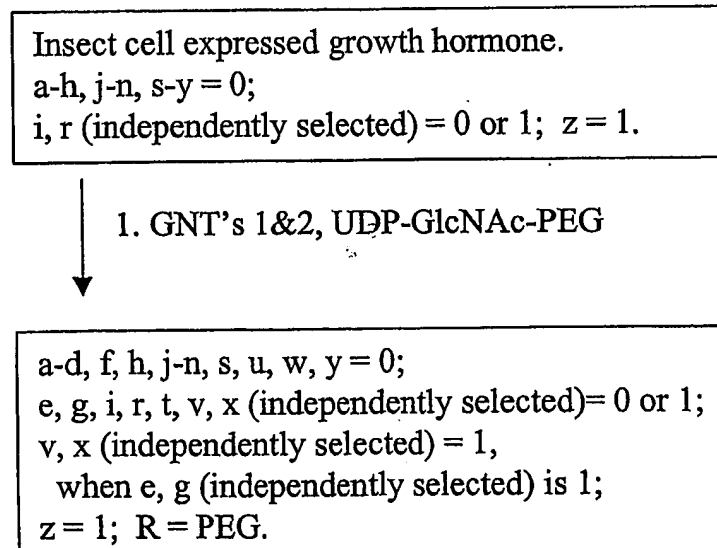 Insect cell expressed growth hormone.
a-h, j-n, s-y = 0;
i, r (independently selected) = 0 or 1; z = 1.
1. GNT's 1&2, UDP-GlcNAc-PEG
a-d, f, h, j-n, s, u, w, y = 0;
e, g, i, r, t, v, x (independently selected)= 0 or 1;
v, x (independently selected) = 1,
when e, g (independently selected) is 1;
z = 1; R = PEG.